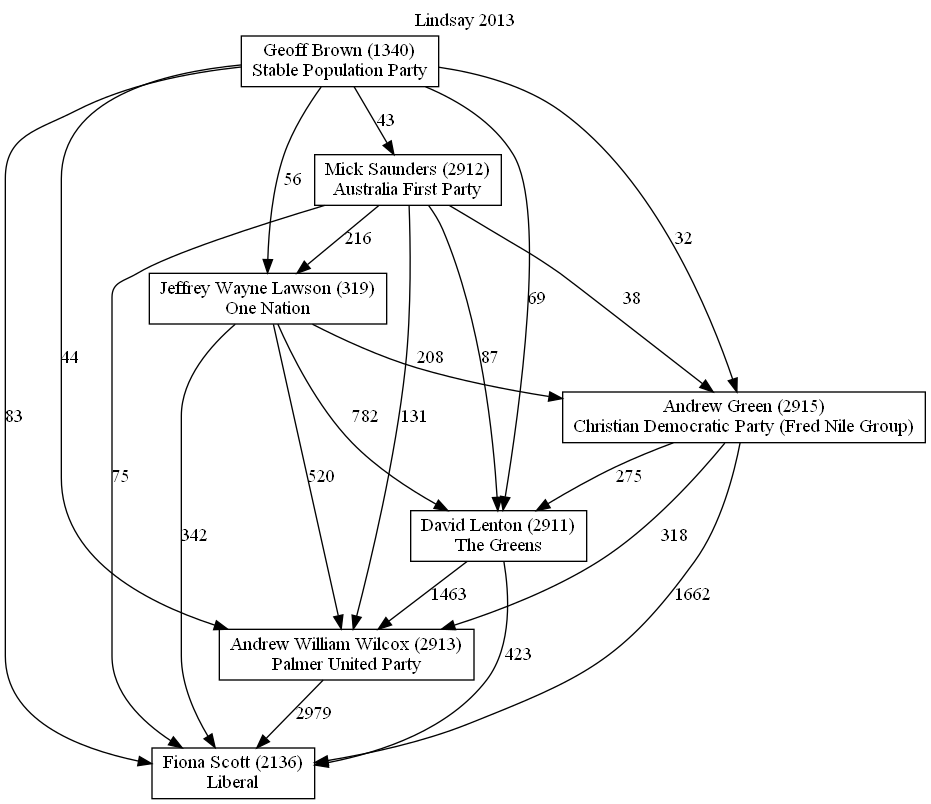 Lindsay 2013
Geoff Brown (1340)
Stable Population Party
43
Mick Saunders (2912)
Australia First Party
56
216
32
Jeffrey Wayne Lawson (319)
One Nation
69
38
44
87
208
Andrew Green (2915)
Christian Democratic Party (Fred Nile Group)
83
782
131
75
520
275
David Lenton (2911)
The Greens
342
318
1463
1662
Andrew William Wilcox (2913)
Palmer United Party
423
2979
Fiona Scott (2136)
Liberal